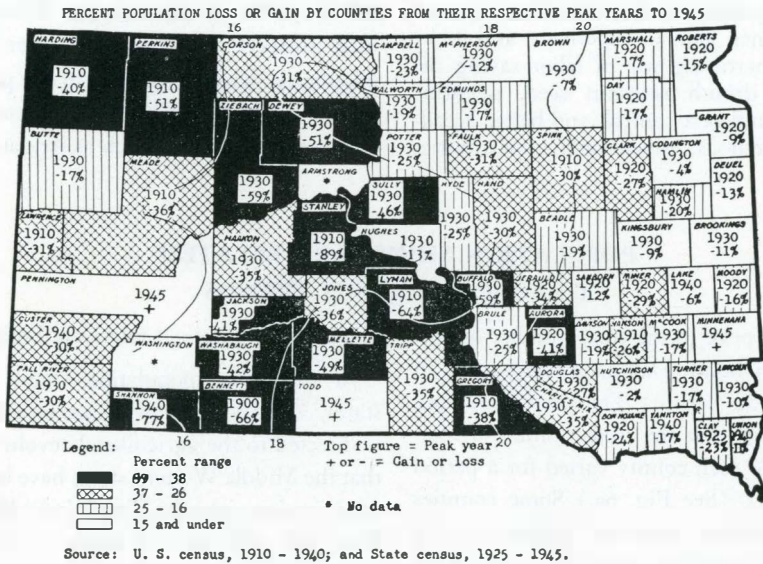 PERCENT POPULATION LOSS OR GAIN BY COUNTIES FROM THEIR RESPECTIVE PEAK YEARS TO 1945
16
20
HARDING
1910
-40%
PERKINS
1910
-51%
CORSON
1930
-31%
CAMPBELL
1930
-23%
McPHERSON
1930
-12%
BROWN
1930
-7%
MARSHALL
1920
-17%
ROBERTS
1920
-15%
WALWORTH
1930
-19%
EDMUNDS
1930
-17%
DAY
1920
-17%
GRANT
1920
-9%
BUTTE
1930
-17%
MEADE
1910
-36%
ZIEBACH
1930
-59%
DEWEY
1930
-51%
ARMSTRONG
*
POTTER
1930
-25%
FAULK
1930
-31%
SPINK
1910
-30%
CLARK
1920
-27%
CODINGTON
1930
-4%
DEUEL
1920
-13%
HAMLIN
1930
-20%
LAWRENCE
1910
-31%
HAAKON
1930
-35%
STANLEY
1910
-89%
SULLY
1930
-46%
HUGHES
1930
-13%
HYDE
1930
-25%
HAND
1930
-30%
BEADLE
1930
-19%
KINGSBURY
1930
-9%
BROOKINGS
1930
-11%
PENNINGTON
1945
+
JACKSON
1930
-41%
JONES
1930
-36%
LYMAN
1910
-64%
BUFFALO
1930
-59%
JERAULD
1920
-34%
SANBORN
1920
-12%
MINER
1920
-29%
LAKE
1940
-6%
MOODY
1920
-16%
CUSTER
1940
-30%
WASHINGTON
*
WASHABAUGH
1930
-42%
MELLETTE
1930
-49%
TRIPP
1930
-35%
BRULE
1930
-25%
AURORA
1920
-41%
DAVISON
1930
-19%
HANSON
1910
-26%
McCOOK
1930
-17%
MINNEHAHA
1945
+
FALL RIVER
1930
-30%
SHANNON
1940
-77%
BENNETT
1900
-66%
TODD
1945
+
GREGORY
1910
-38%
DOUGLAS
1930
-27%
CHARLES MIX
1930
-35%
HUTCHINSON
1930
-2%
TURNER
1930
-17%
LINCOLN
1930
-10%
BON HOMME
1920
-24%
YANKTON
1940
-17%
CLAY
1925
-23%
UNION
1940
16
20
Legend:
Percent range
89 - 38
37 - 26
25 - 16
15 and under
Top figure = Peak year
+ or - = Gain or loss
* No data
Source: U. S. census, 1910 - 1940; and State census, 1925 - 1945.